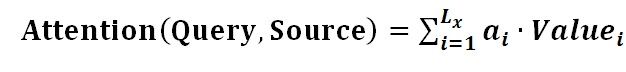 Attention(Query, Source) = ∑_{i=1}^{L_x} a_i · Value_i